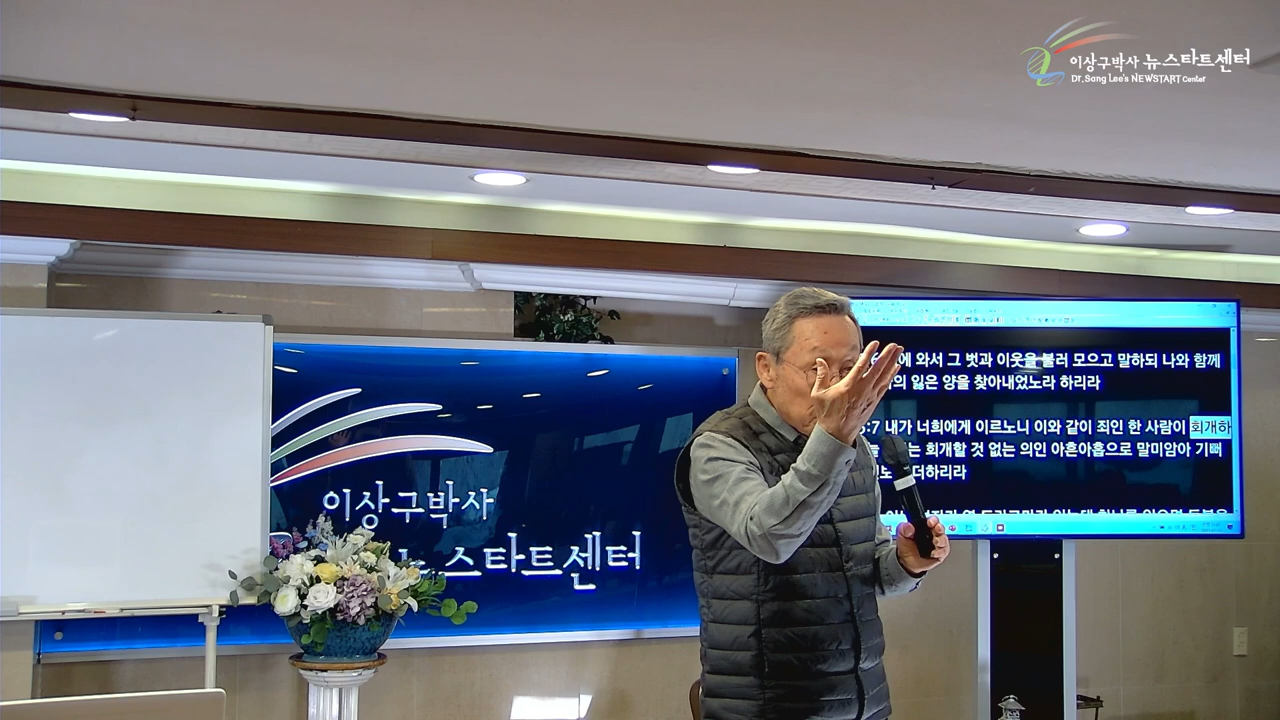 이상구박사 뉴스타트센터
Dr. Sang Lee's NEWSTART Center
에 와서 그 벗과 이웃을 불러 모으고 말하되 나와 함께
잃은 양을 찾아내었노라 하리라
:7 내가 너희에게 이르노니 이와 같이 죄인 한 사람이 회개하
회개할 것 없는 의인 아흔아홉으로 말미암아 기뻐
더하리라
이상구박사
뉴스타트센터